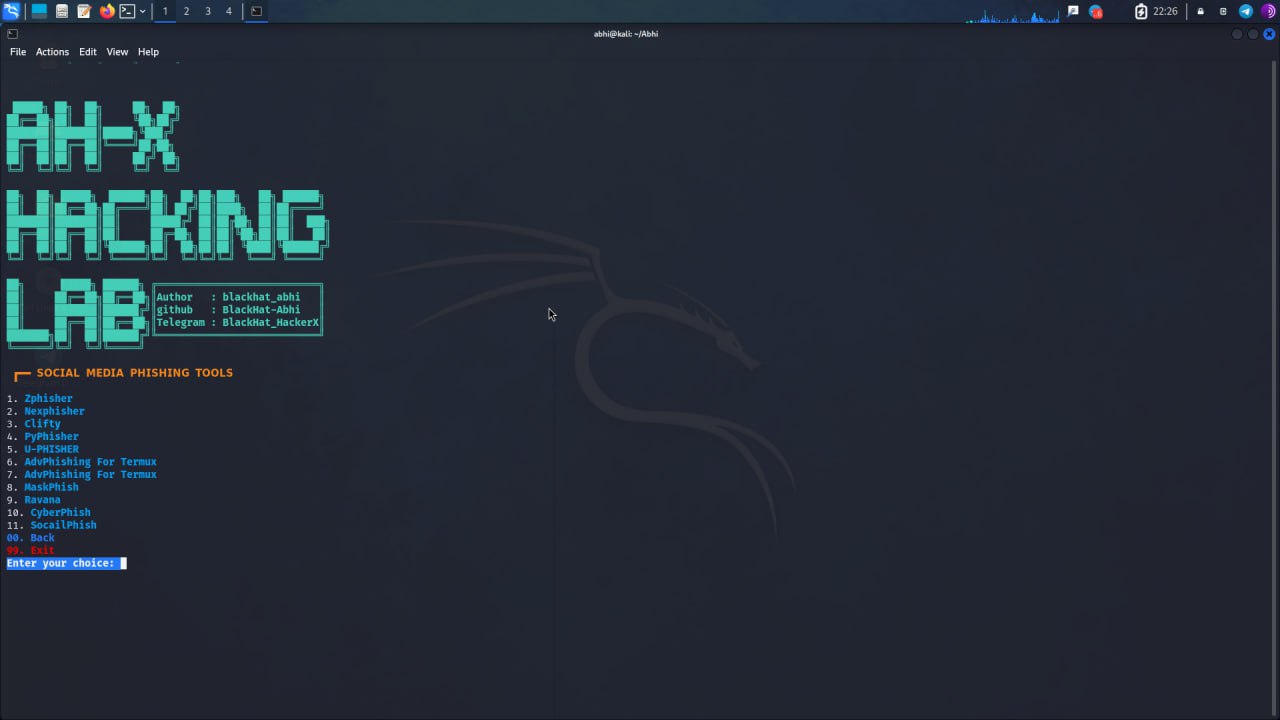 1 2 3 4
22:26
abhi@kali: ~/Abhi
File Actions Edit View Help
AH-X
HACKING
LAB
Author : blackhat_abhi
github : BlackHat-Abhi
Telegram : BlackHat_HackerX
SOCIAL MEDIA PHISHING TOOLS
1. Zphisher
2. Nexphisher
3. Clifty
4. PyPhisher
5. U-PHISHER
6. AdvPhishing For Termux
7. AdvPhishing For Termux
8. MaskPhish
9. Ravana
10. CyberPhish
11. SocailPhish
00. Back
99. Exit
Enter your choice: